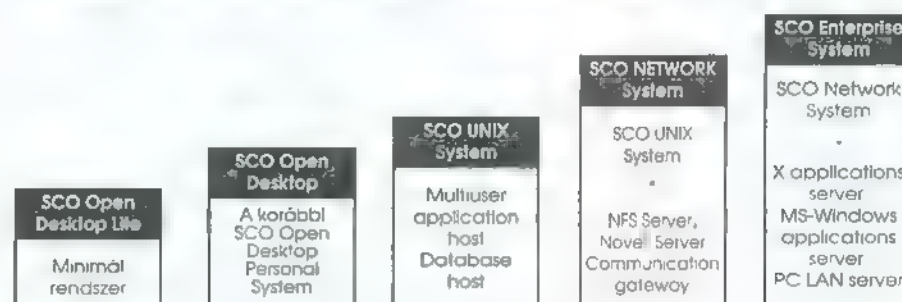 SCO Open
Desktop Lite
Minimál
rendszer
SCO Open
Desktop
A korábbi
SCO Open
Desktop
Personal
System
SCO UNIX
System
Multiuser
application
host
Database
host
SCO NETWORK
System
SCO UNIX
System
NFS Server,
Novell Server
Communication
gateway
SCO Enterprise
System
SCO Network
System
X applications
server
MS-Windows
applications
server
PC LAN server